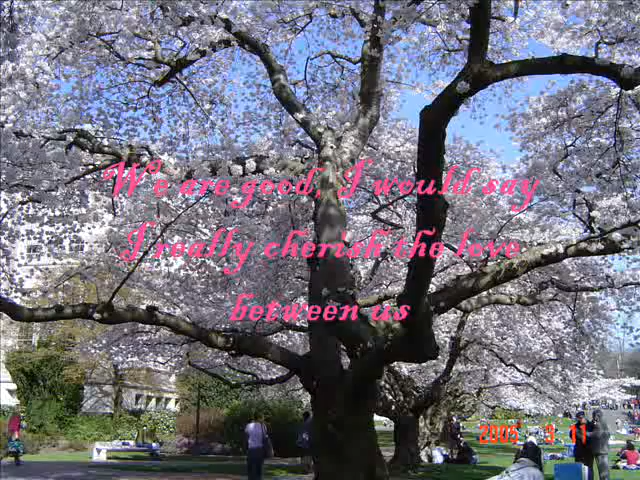 We are good, I would say
I really cherish the love
between us
2005 3 11